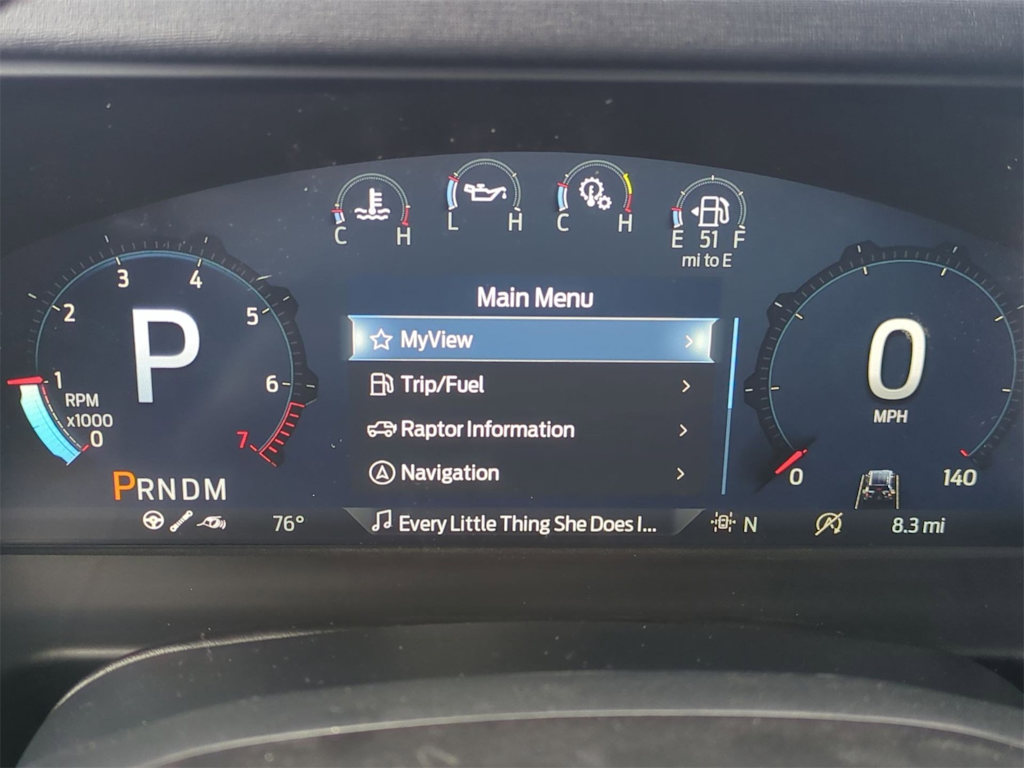 C H
L H
C H
E 51 F
mi to E
1
2
3
4
5
6
7
0
RPM
x1000
P
PRNDM
76°
Main Menu
MyView
Trip/Fuel
Raptor Information
Navigation
Every Little Thing She Does I...
0
MPH
0
140
N
8.3 mi